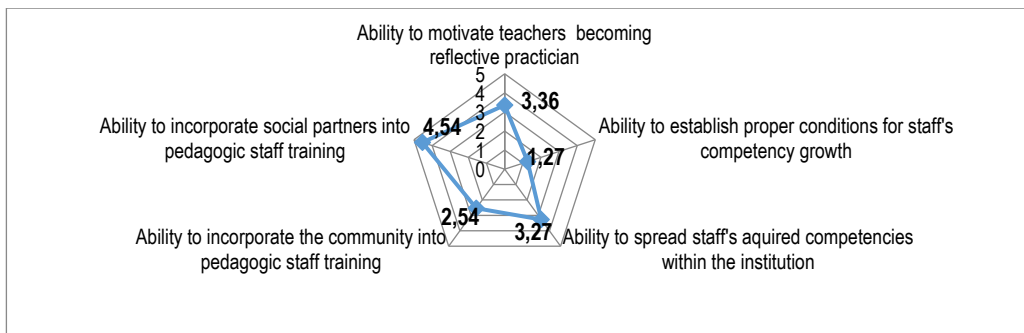 Ability to motivate teachers becoming
reflective practician
5
4
3
2
1
0
3,36
Ability to establish proper conditions for staff's
competency growth
1,27
Ability to spread staff's aquired competencies
within the institution
3,27
Ability to incorporate the community into
pedagogic staff training
2,54
Ability to incorporate social partners into
pedagogic staff training
4,54